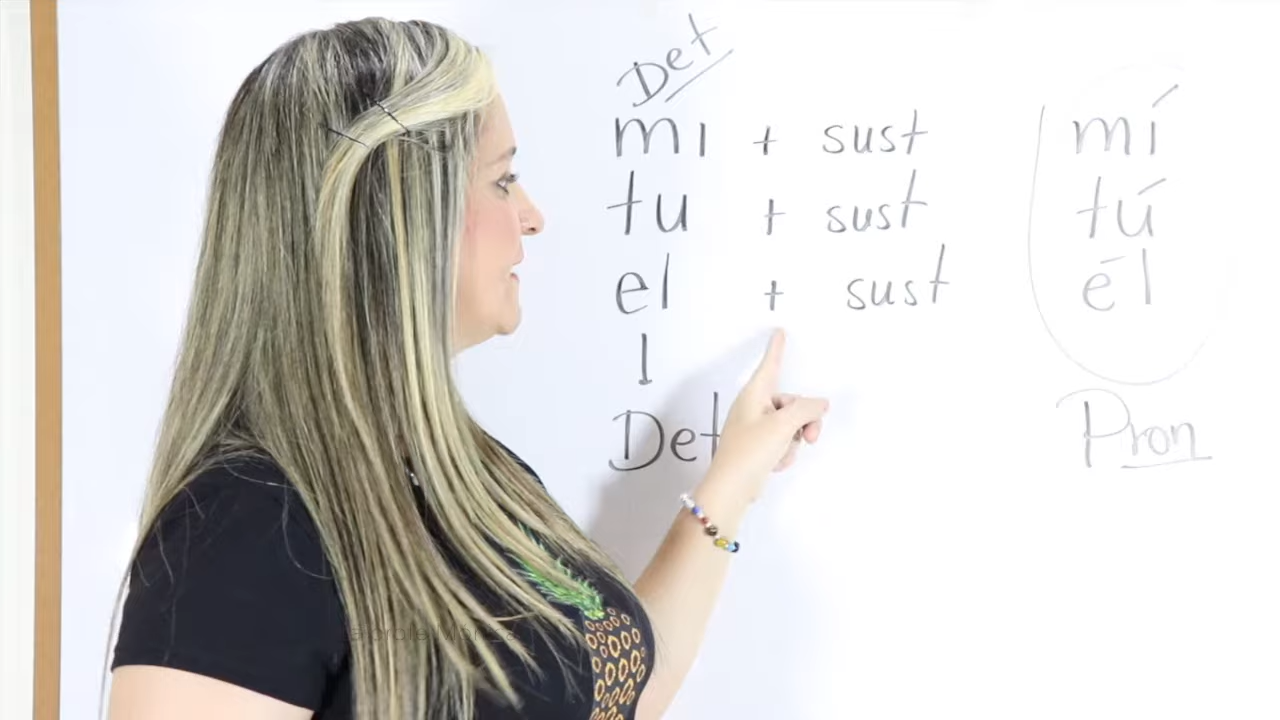 Det
mi + sust mí
tu + sust tú
el + sust él
l
Det
Pron